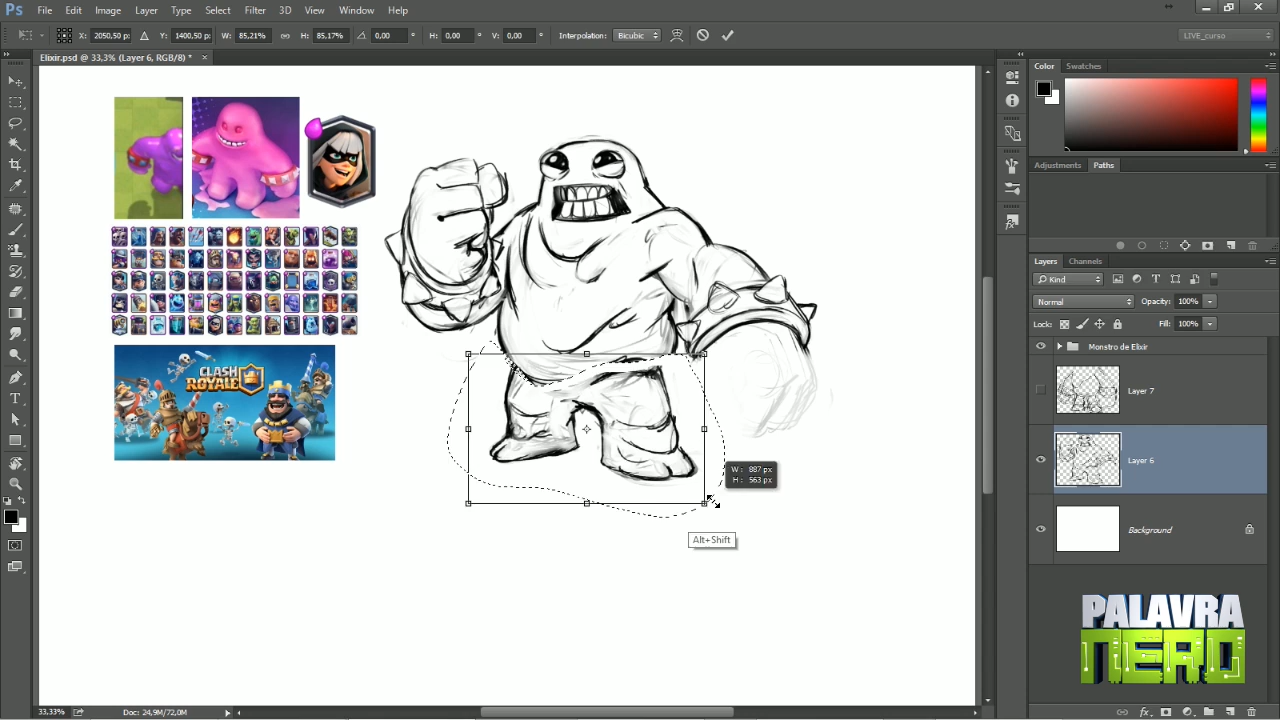 Ps File Edit Image Layer Type Select Filter 3D View Window Help
X: 2050,50 px Y: 1400,50 px W: 85,21% H: 85,17% 0,00 ° H: 0,00 ° V: 0,00 ° Interpolation: Bicubic LIVE_curso
Elixir.psd @ 33,3% (Layer 6, RGB/8) * ×
Color Swatches
Adjustments Paths
Layers Channels
Kind
Normal Opacity: 100%
Lock: Fill: 100%
Monstro de Elixir
Layer 7
Layer 6
Background
CLASH
ROYALE
W: 887 px
H: 563 px
Alt+Shift
PALAVRA
NERD
33,33% Doc: 24,9M/72,0M